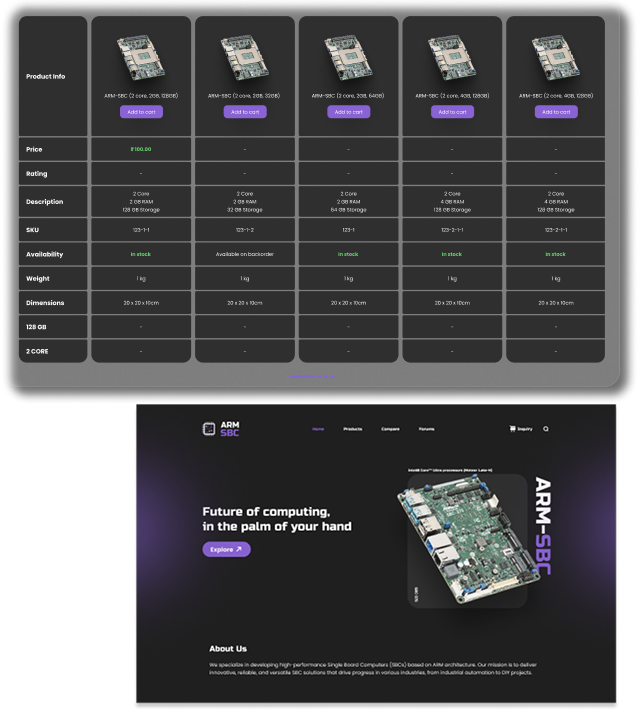 Product Info
ARM-SBC (2 core, 2GB, 128GB) ARM-SBC (2 core, 2GB, 32GB) ARM-SBC (2 core, 2GB, 64GB) ARM-SBC (2 core, 4GB, 128GB) ARM-SBC (2 core, 4GB, 128GB)
Add to cart Add to cart Add to cart Add to cart Add to cart
Price ₹100.00 - - - -
Rating - - - - -
2 Core 2 Core 2 Core 2 Core 2 Core
Description 2 GB RAM 2 GB RAM 2 GB RAM 4 GB RAM 4 GB RAM
128 GB Storage 32 GB Storage 64 GB Storage 128 GB Storage 128 GB Storage
SKU 123-1-1 123-1-2 123-1 123-2-1-1 123-2-1-1
Availability In stock Available on backorder In stock In stock In stock
Weight 1 kg 1 kg 1 kg 1 kg 1 kg
Dimensions 20 x 20 x 10cm 20 x 20 x 10cm 20 x 20 x 10cm 20 x 20 x 10cm 20 x 20 x 10cm
128 GB - - - - -
2 CORE - - - - -
ARM
SBC
Home Products Compare Forums Inquiry
Intel® Core™ Ultra processors (Meteor Lake-H)
ARM-SBC
Future of computing,
in the palm of your hand
Explore
About Us
We specialize in developing high-performance Single Board Computers (SBCs) based on ARM architecture. Our mission is to deliver
innovative, reliable, and versatile SBC solutions that drive progress in various industries, from industrial automation to DIY projects.